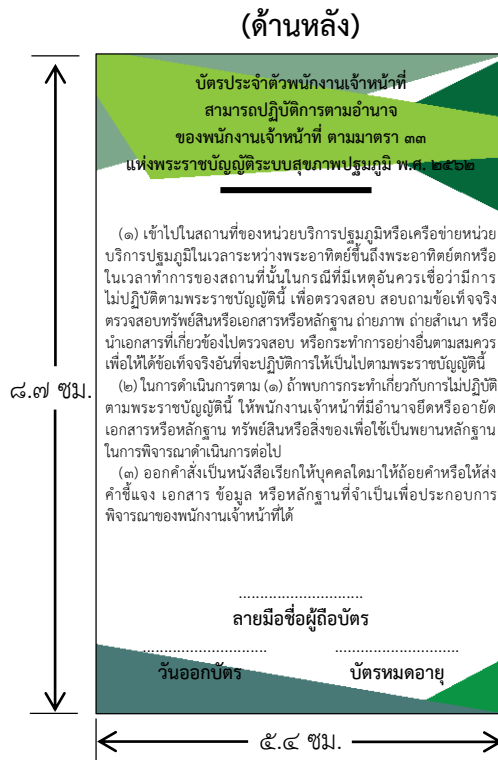 (ด้านหลัง)
บัตรประจำตัวพนักงานเจ้าหน้าที่
สามารถปฏิบัติการตามอำนาจ
ของพนักงานเจ้าหน้าที่ ตามมาตรา ๓๓
แห่งพระราชบัญญัติระบบสุขภาพปฐมภูมิ พ.ศ. ๒๕๖๒
(๑) เข้าไปในสถานที่ของหน่วยบริการปฐมภูมิหรือเครือข่ายหน่วย
บริการปฐมภูมิในเวลาระหว่างพระอาทิตย์ขึ้นถึงพระอาทิตย์ตกหรือ
ในเวลาทำการของสถานที่นั้นในกรณีที่มีเหตุอันควรเชื่อว่ามีการ
ไม่ปฏิบัติตามพระราชบัญญัตินี้ เพื่อตรวจสอบ สอบถามข้อเท็จจริง
ตรวจสอบทรัพย์สินหรือเอกสารหรือหลักฐาน ถ่ายภาพ ถ่ายสำเนา หรือ
นำเอกสารที่เกี่ยวข้องไปตรวจสอบ หรือกระทำการอย่างอื่นตามสมควร
เพื่อให้ได้ข้อเท็จจริงอันที่จะปฏิบัติการให้เป็นไปตามพระราชบัญญัตินี้
(๒) ในการดำเนินการตาม (๑) ถ้าพบการกระทำเกี่ยวกับการไม่ปฏิบัติ
ตามพระราชบัญญัตินี้ ให้พนักงานเจ้าหน้าที่มีอำนาจยึดหรืออายัด
เอกสารหรือหลักฐาน ทรัพย์สินหรือสิ่งของเพื่อใช้เป็นพยานหลักฐาน
ในการพิจารณาดำเนินการต่อไป
(๓) ออกคำสั่งเป็นหนังสือเรียกให้บุคคลใดมาให้ถ้อยคำหรือให้ส่ง
คำชี้แจง เอกสาร ข้อมูล หรือหลักฐานที่จำเป็นเพื่อประกอบการ
พิจารณาของพนักงานเจ้าหน้าที่ได้
๘.๗ ซม.
.............................
ลายมือชื่อผู้ถือบัตร
............................. .............................
วันออกบัตร บัตรหมดอายุ
๕.๔ ซม.